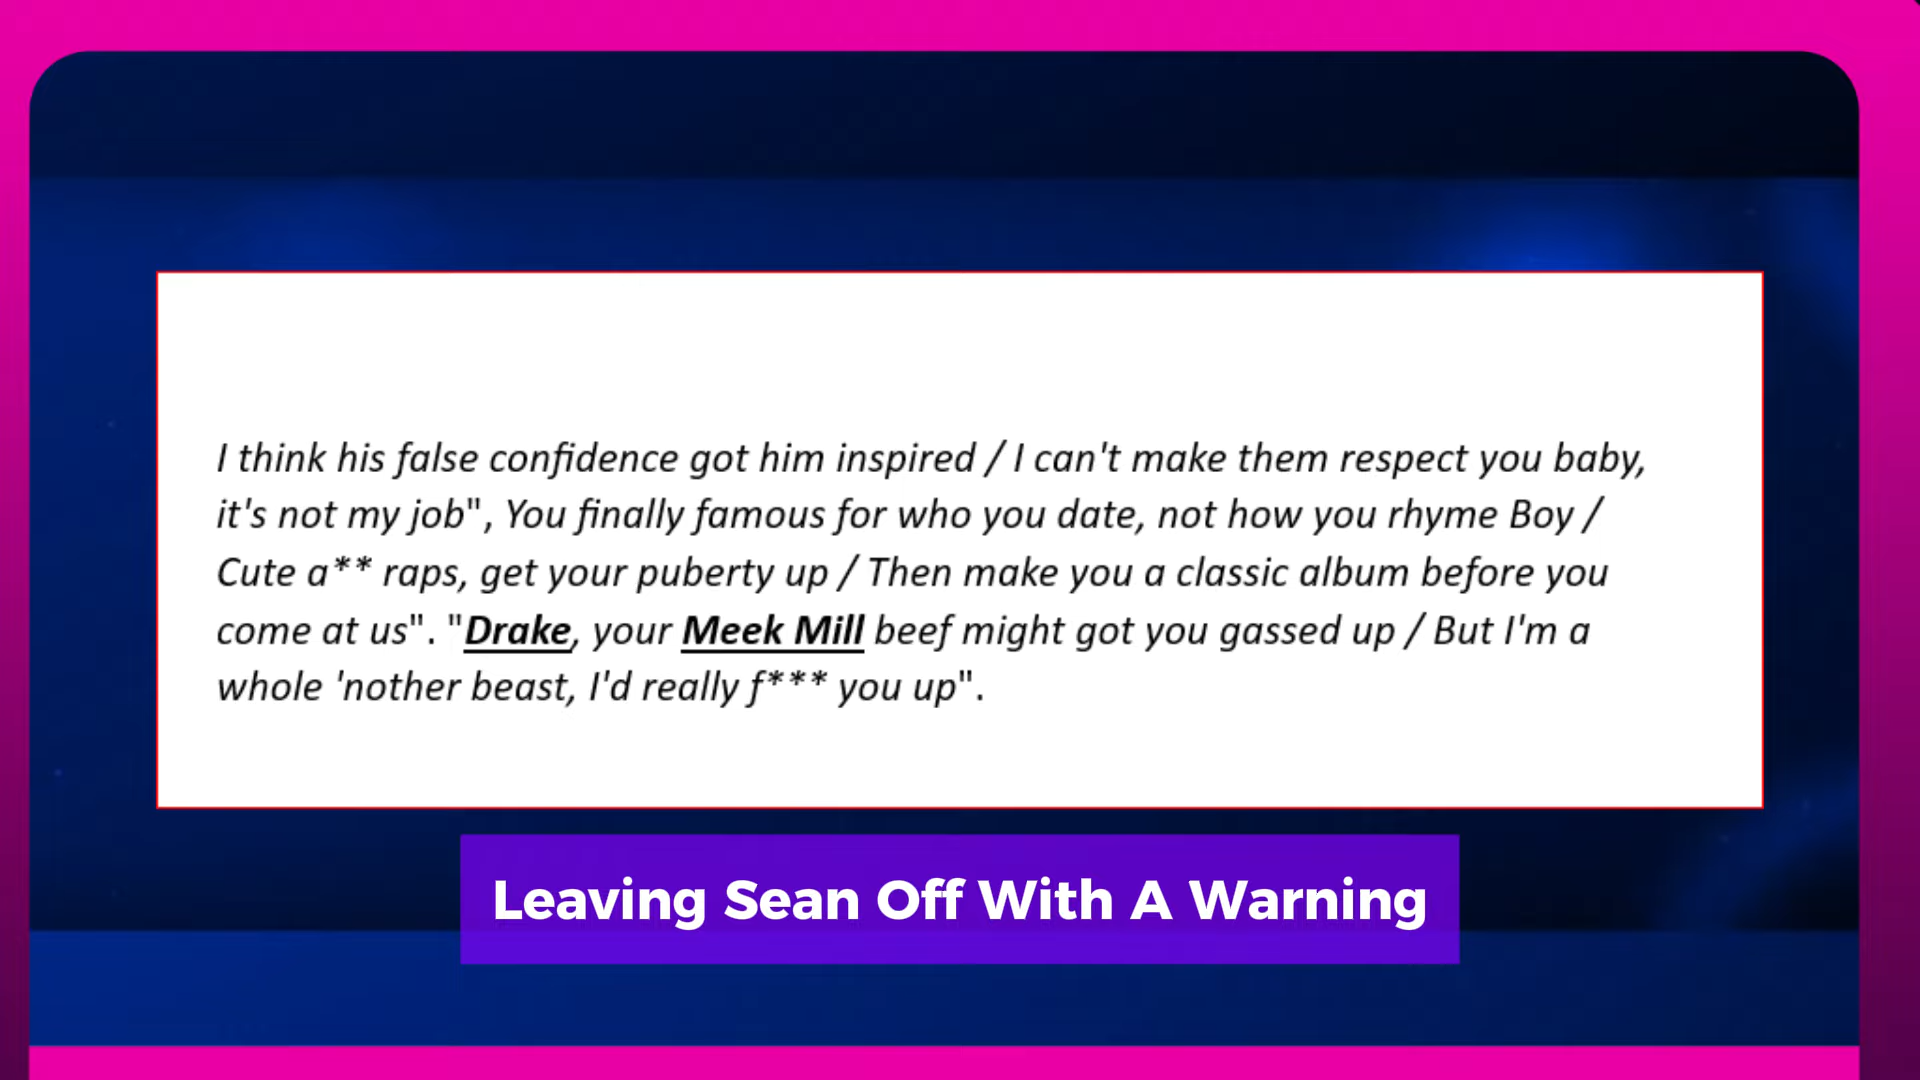 I think his false confidence got him inspired / I can't make them respect you baby,
it's not my job", You finally famous for who you date, not how you rhyme Boy /
Cute a** raps, get your puberty up / Then make you a classic album before you
come at us". "Drake, your Meek Mill beef might got you gassed up / But I'm a
whole 'nother beast, I'd really f*** you up".
Leaving Sean Off With A Warning